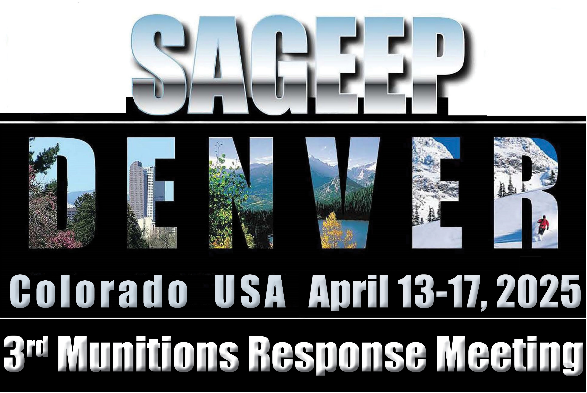 SAGEEP
DENVER
Colorado USA April 13-17, 2025
3rd Munitions Response Meeting